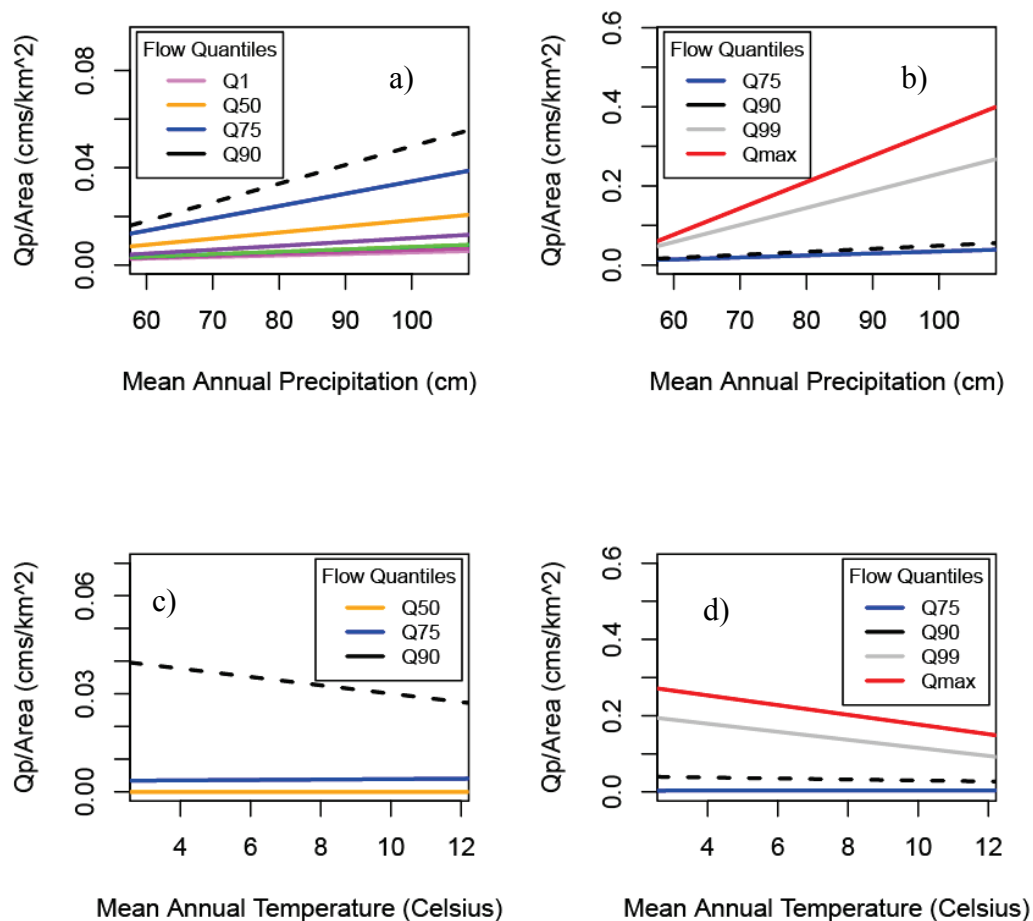 a)
Flow Quantiles
Q1
Q50
Q75
Q90
0.00
0.04
0.08
Qp/Area (cms/km^2)
60 70 80 90 100
Mean Annual Precipitation (cm)
b)
Flow Quantiles
Q75
Q90
Q99
Qmax
0.0
0.2
0.4
0.6
Qp/Area (cms/km^2)
60 70 80 90 100
Mean Annual Precipitation (cm)
c)
Flow Quantiles
Q50
Q75
Q90
0.00
0.03
0.06
Qp/Area (cms/km^2)
4 6 8 10 12
Mean Annual Temperature (Celsius)
d)
Flow Quantiles
Q75
Q90
Q99
Qmax
0.0
0.2
0.4
0.6
Qp/Area (cms/km^2)
4 6 8 10 12
Mean Annual Temperature (Celsius)